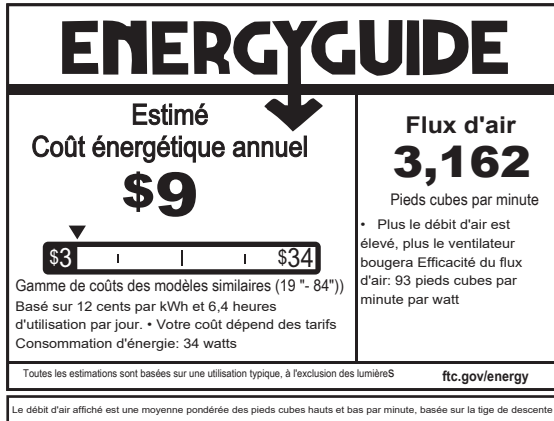 ENERGYGUIDE
Estimé
Coût énergétique annuel
$9
$3
$34
Gamme de coûts des modèles similaires (19 "- 84"))
Basé sur 12 cents par kWh et 6,4 heures
d'utilisation par jour. • Votre coût dépend des tarifs
Consommation d'énergie: 34 watts
Flux d'air
3,162
Pieds cubes par minute
• Plus le débit d'air est
élevé, plus le ventilateur
bougera Efficacité du flux
d'air: 93 pieds cubes par
minute par watt
Toutes les estimations sont basées sur une utilisation typique, à l'exclusion des lumièreS
ftc.gov/energy
Le débit d'air affiché est une moyenne pondérée des pieds cubes hauts et bas par minute, basée sur la tige de descente